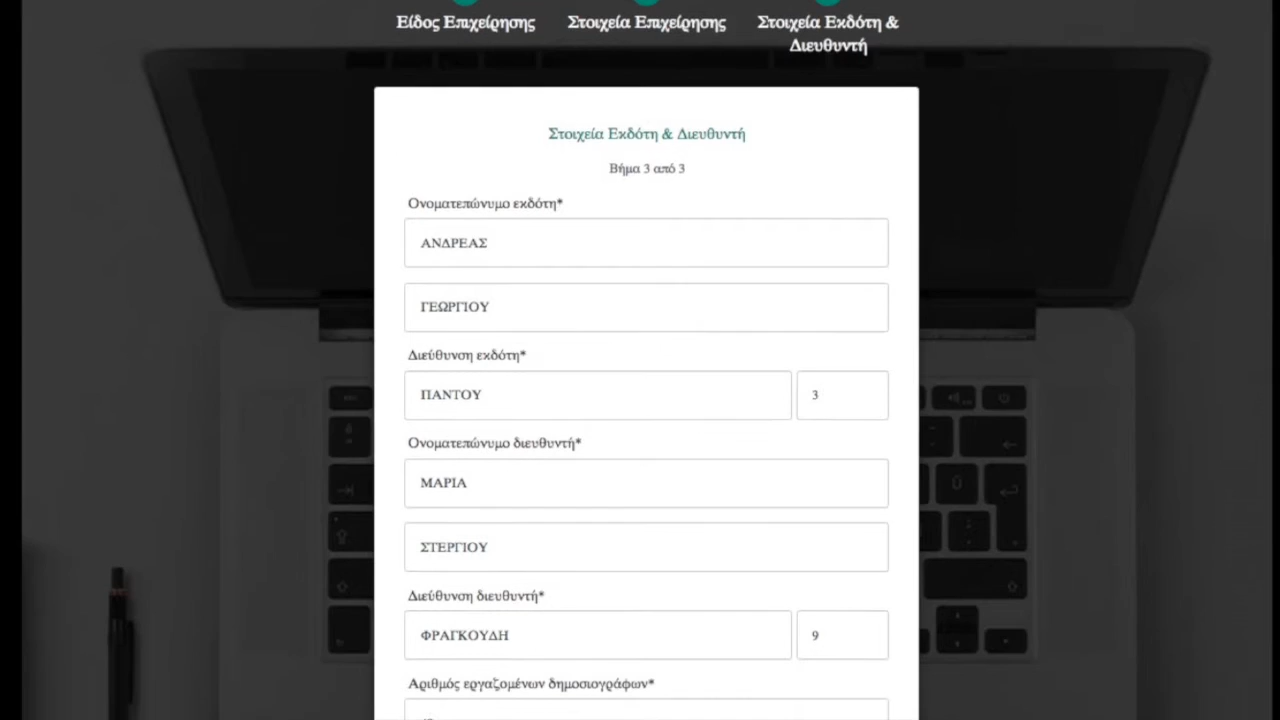 Είδος Επιχείρησης
Στοιχεία Επιχείρησης
Στοιχεία Εκδότη &
Διευθυντή
Στοιχεία Εκδότη & Διευθυντή
Βήμα 3 από 3
Ονοματεπώνυμο εκδότη*
ΑΝΔΡΕΑΣ
ΓΕΩΡΓΙΟΥ
Διεύθυνση εκδότη*
ΠΑΝΤΟΥ 3
Ονοματεπώνυμο διευθυντή*
ΜΑΡΙΑ
ΣΤΕΡΓΙΟΥ
Διεύθυνση διευθυντή*
ΦΡΑΓΚΟΥΔΗ 9
Αριθμός εργαζομένων δημοσιογράφων*